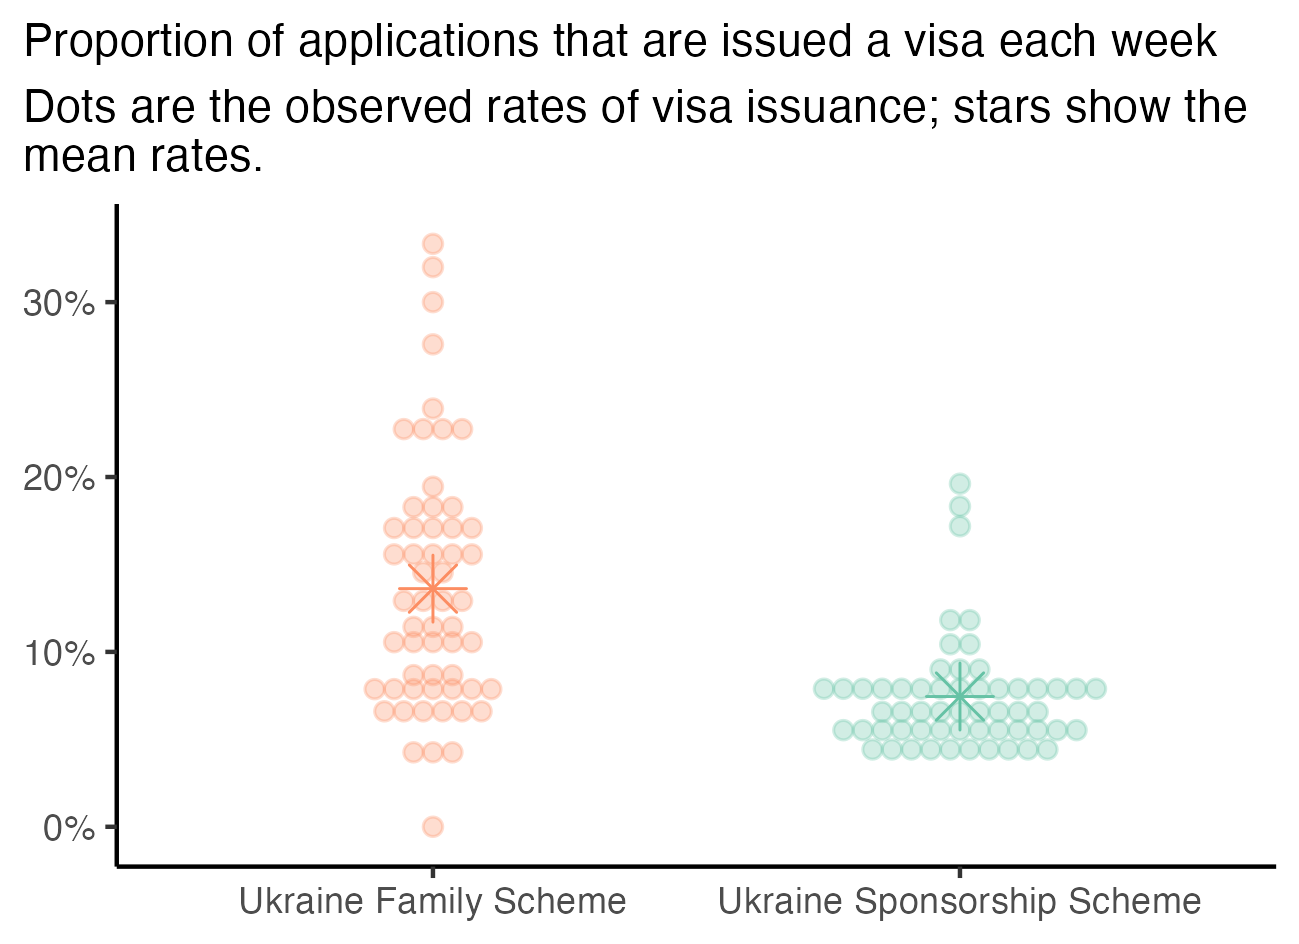 Proportion of applications that are issued a visa each week
Dots are the observed rates of visa issuance; stars show the
mean rates.
30%
20%
10%
0%
Ukraine Family Scheme
Ukraine Sponsorship Scheme